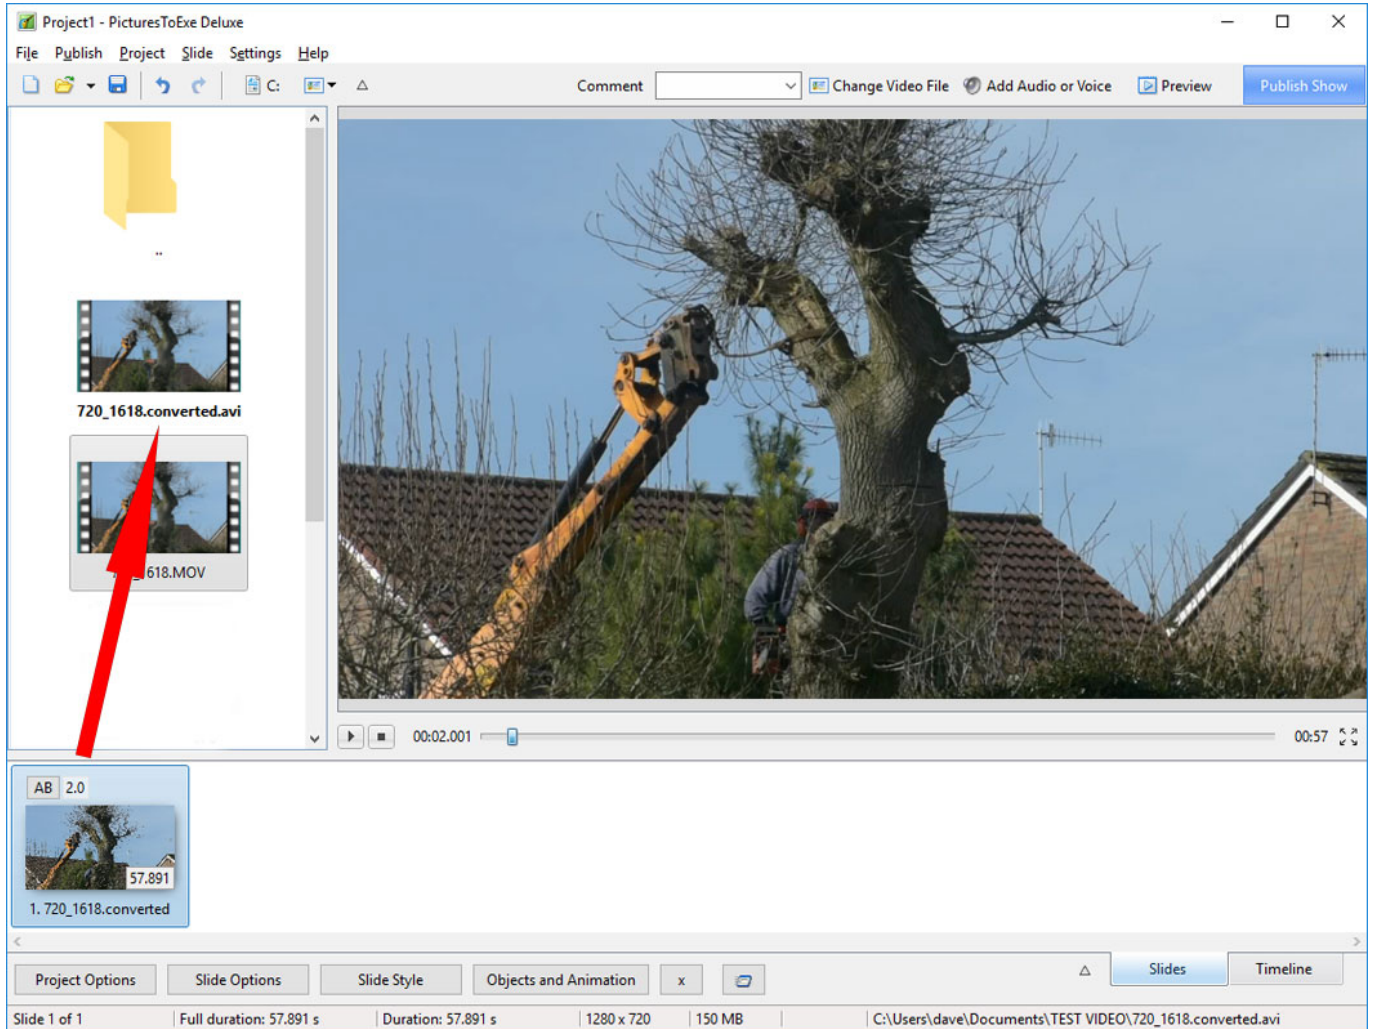 Project1 - PicturesToExe Deluxe
File Publish Project Slide Settings Help
C: Comment Change Video File Add Audio or Voice Preview Publish Show
..
720_1618.converted.avi
618.MOV
00:02.001 00:57
AB 2.0
57.891
1. 720_1618.converted
Project Options Slide Options Slide Style Objects and Animation x Slides Timeline
Slide 1 of 1 Full duration: 57.891 s Duration: 57.891 s 1280 x 720 150 MB C:\Users\dave\Documents\TEST VIDEO\720_1618.converted.avi